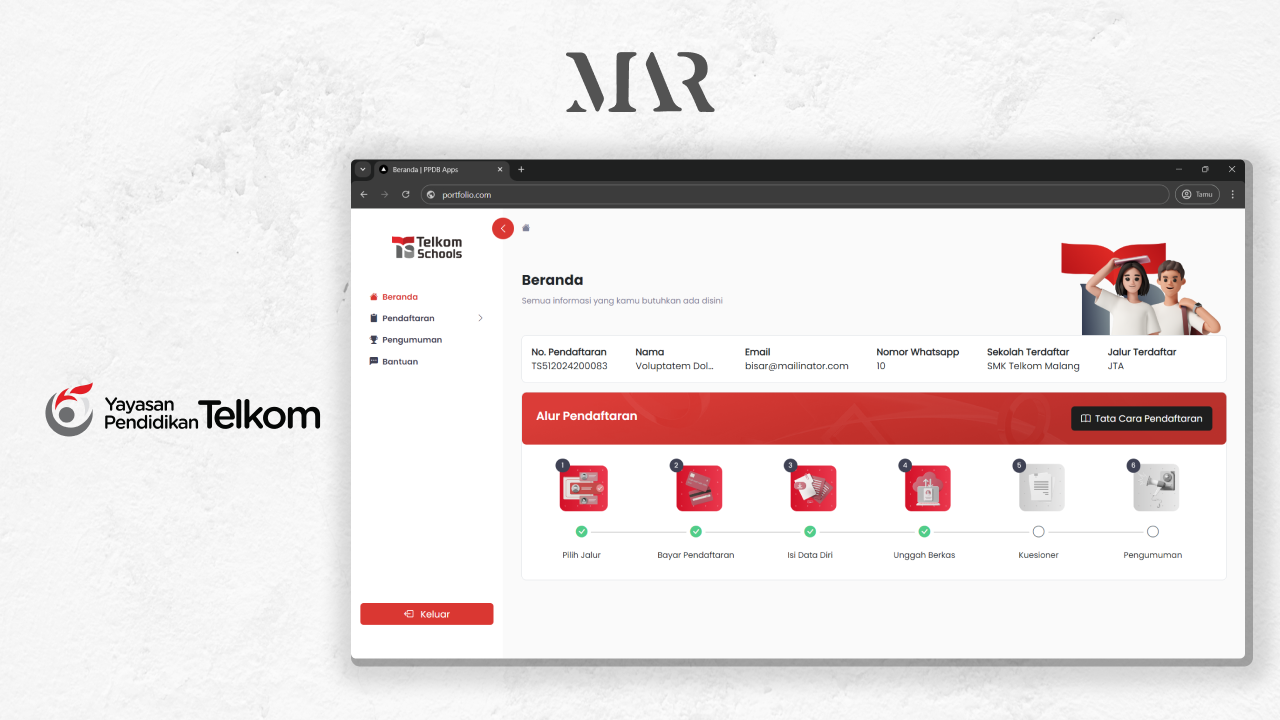 MAR
Beranda | PPDB Apps
portfolio.com
Tamu
Telkom
Schools
Beranda
Pendaftaran
Pengumuman
Bantuan
Keluar
Beranda
Semua informasi yang kamu butuhkan ada disini
No. Pendaftaran
TS512024200083
Nama
Voluptatem Dol...
Email
bisar@mailinator.com
Nomor Whatsapp
10
Sekolah Terdaftar
SMK Telkom Malang
Jalur Terdaftar
JTA
Alur Pendaftaran
Tata Cara Pendaftaran
1
Pilih Jalur
2
Bayar Pendaftaran
3
Isi Data Diri
4
Unggah Berkas
5
Kuesioner
6
Pengumuman
Yayasan
Pendidikan Telkom